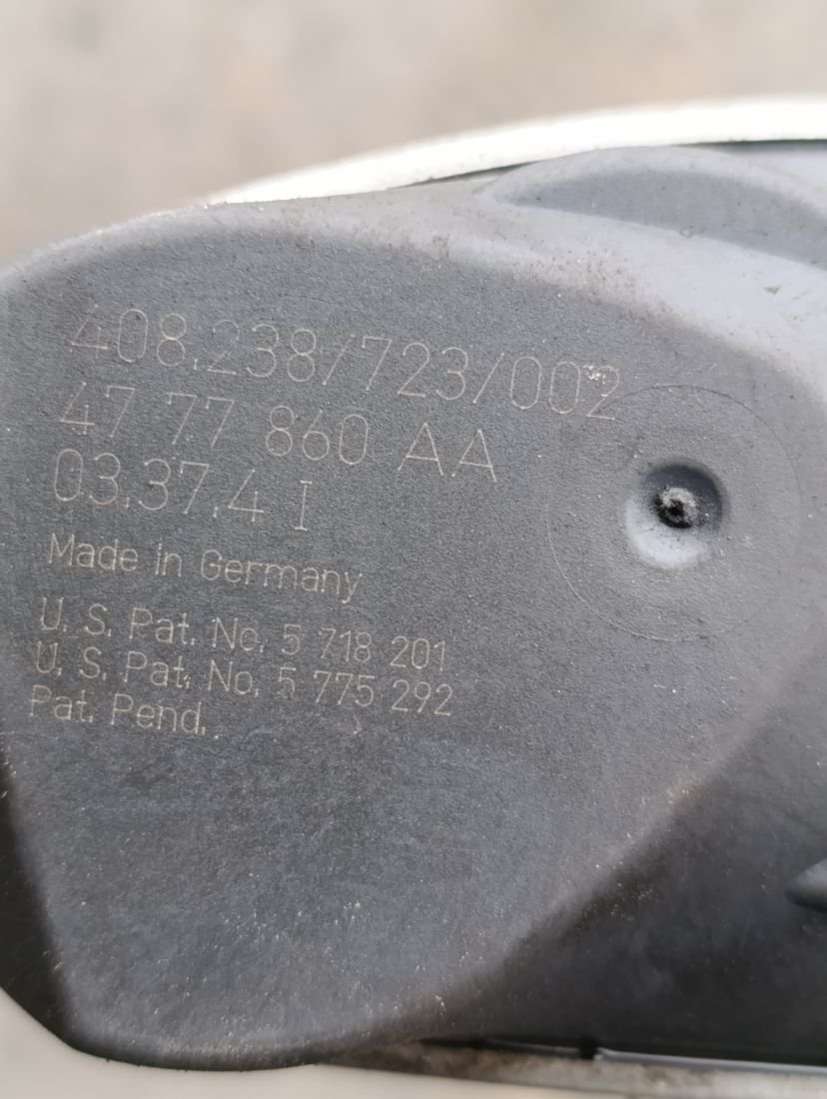 408.238/723/002
47 77 860 AA
03.37.4 I
Made in Germany
U. S. Pat. No. 5 718 201
U. S. Pat. No. 5 775 292
Pat. Pend.